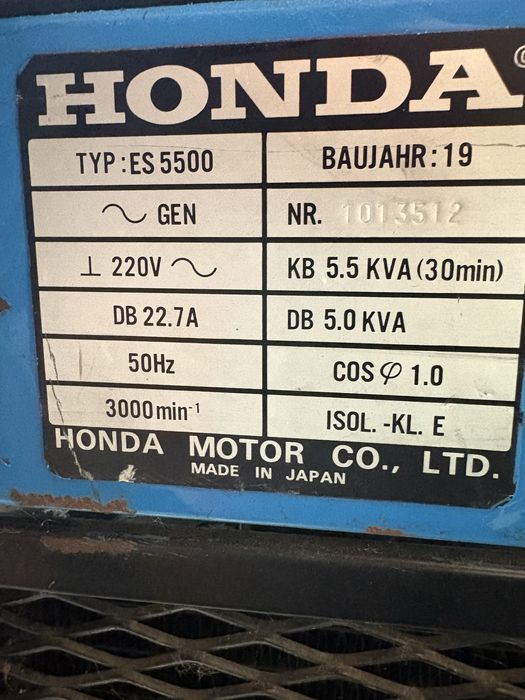 HONDA
TYP:ES 5500 BAUJAHR:19
∼ GEN NR. 1013512
⊥ 220V ∼ KB 5.5 KVA (30min)
DB 22.7A DB 5.0 KVA
50Hz COS φ 1.0
3000min⁻¹ ISOL. -KL. E
HONDA MOTOR CO., LTD.
MADE IN JAPAN